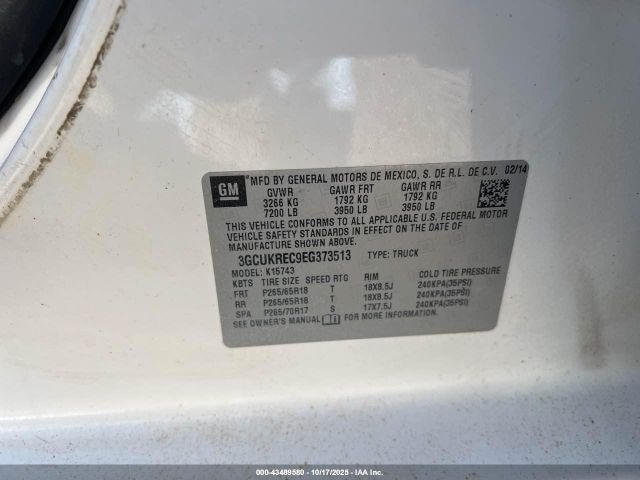 GM
*MFD BY GENERAL MOTORS DE MEXICO, S. DE R.L. DE C.V. 02/14
GVWR GAWR FRT GAWR RR
3266 KG 1792 KG 1792 KG
7200 LB 3950 LB 3950 LB
THIS VEHICLE CONFORMS TO ALL APPLICABLE U.S. FEDERAL MOTOR
VEHICLE SAFETY STANDARDS IN EFFECT ON THE DATE OF
MANUFACTURE SHOWN ABOVE.
3GCUKREC9EG373513 TYPE: TRUCK
MODEL: K15743
KBTS TIRE SIZE SPEED RTG RIM COLD TIRE PRESSURE
FRT P265/65R18 T 18X8.5J 240KPA(35PSI)
RR P265/65R18 T 18X8.5J 240KPA(35PSI)
SPA P265/70R17 S 17X7.5J 240KPA(35PSI)
SEE OWNER'S MANUAL FOR MORE INFORMATION.
000-43489580 - 10/17/2025 - IAA Inc.